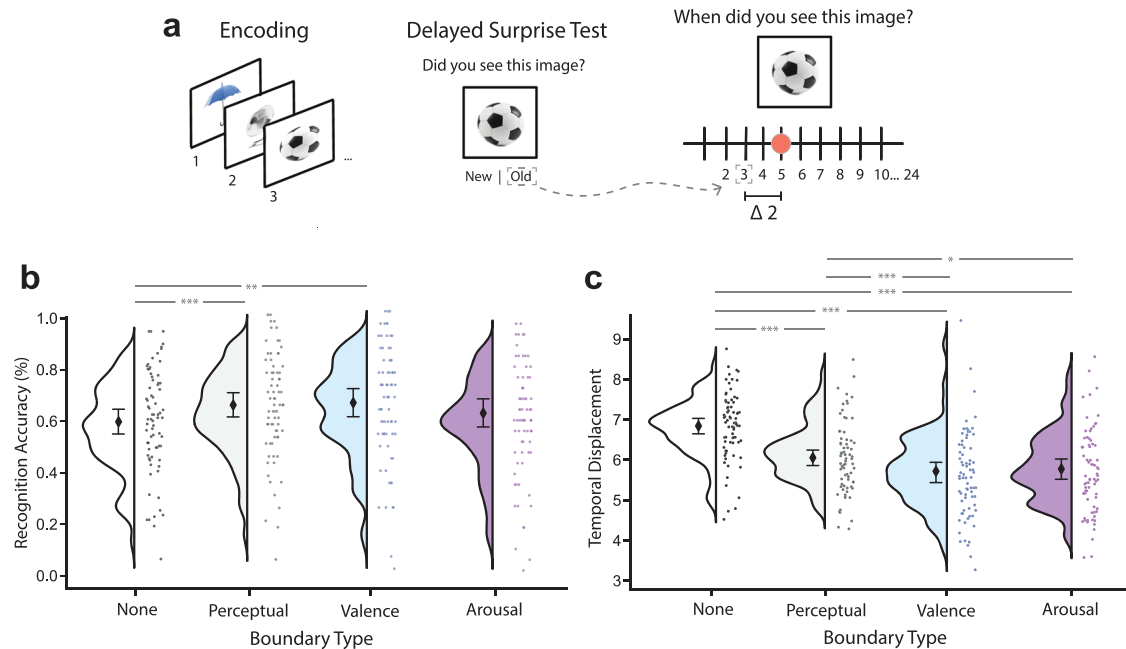 a
Encoding
1
2
3
...
Delayed Surprise Test
Did you see this image?
New | Old
When did you see this image?
2 3 4 5 6 7 8 9 10... 24
Δ 2
b
**
***
Recognition Accuracy (%)
1.0
0.8
0.6
0.4
0.2
0.0
None Perceptual Valence Arousal
Boundary Type
c
*
***
***
***
***
Temporal Displacement
9
8
7
6
5
4
3
None Perceptual Valence Arousal
Boundary Type